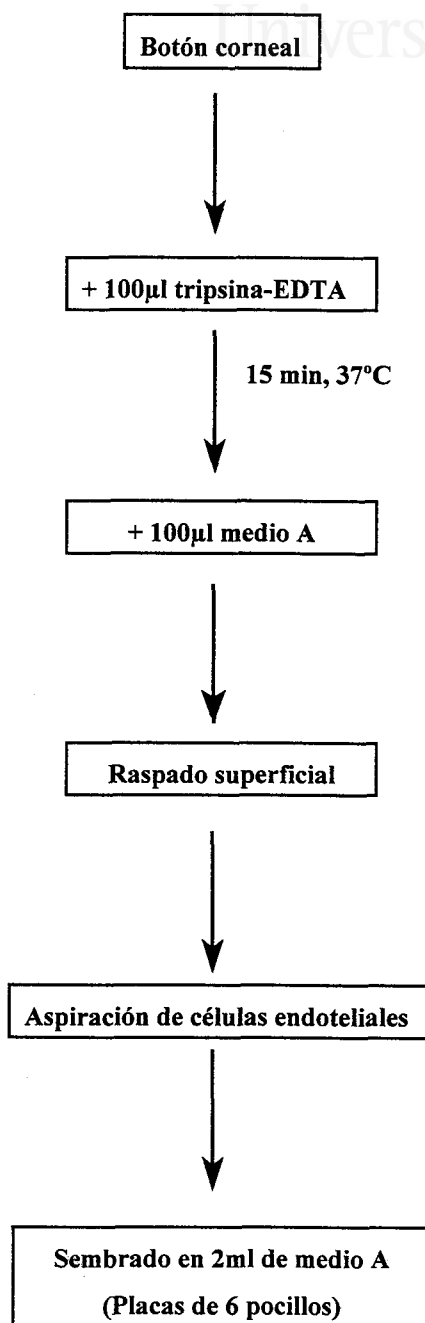 Univers
Botón corneal
+ 100µl tripsina-EDTA
15 min, 37ºC
+ 100µl medio A
Raspado superficial
Aspiración de células endoteliales
Sembrado en 2ml de medio A
(Placas de 6 pocillos)